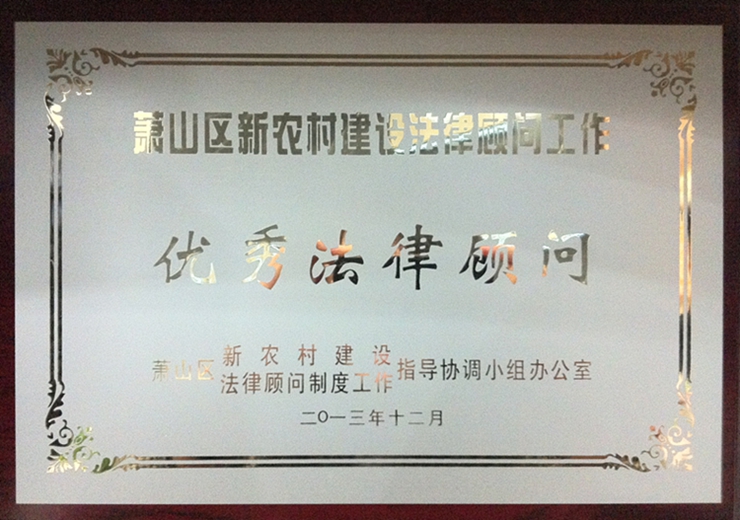 萧山区新农村建设法律顾问工作
优秀法律顾问
萧山区新农村建设法律顾问制度工作指导协调小组办公室
二〇一三年十二月